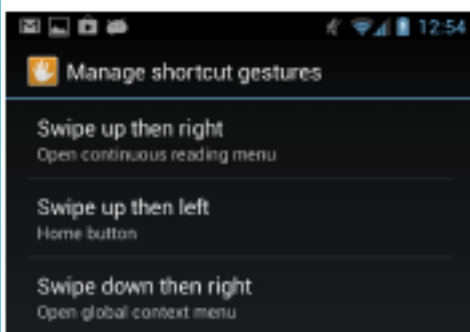 12:54
Manage shortcut gestures
Swipe up then right
Open continuous reading menu
Swipe up then left
Home button
Swipe down then right
Open global context menu